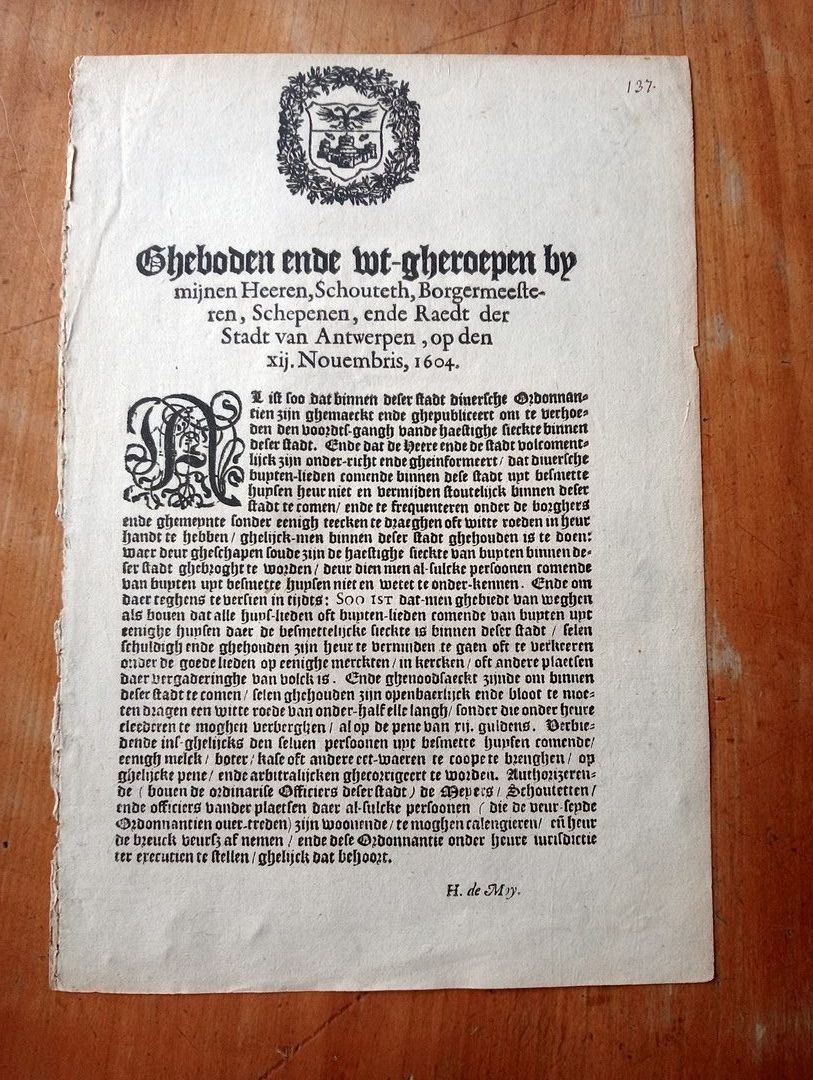 137.
Gheboden ende wt-gheroepen by
mijnen Heeren, Schouteth, Borgermeeste-
ren, Schepenen, ende Raedt der
Stadt van Antwerpen, op den
xij. Nouembris, 1604.
AL ist soo dat binnen deser stadt diuersche Ordonnan-
tien zijn ghemaeckt ende ghepubliceert om te verhoe-
den den voordts-gangh vande haestighe sieckte binnen
deser stadt. Ende dat de Heere ende de stadt volcoment-
lijck zijn onder-richt ende gheinformeert/ dat diuersche
buyten-lieden comende binnen dese stadt uyt besmette
huysen heur niet en vermijden stoutelijck binnen deser
stadt te comen/ ende te frequenteren onder de borghers
ende ghemeynte sonder eenigh teecken te draeghen oft witte roeden in heur
handt te hebben/ ghelijck-men binnen deser stadt ghehouden is te doen:
waer deur gheschapen soude zijn de haestighe sieckte van buyten binnen de-
ser stadt ghebroght te worden/ deur dien men al-sulcke persoonen comende
van buyten uyt besmette huysen niet en wetet te onder-kennen. Ende om
daer teghens te versien in tijdts: SOO IST dat-men ghebiedt van weghen
als bouen dat alle huys-lieden oft buyten-lieden comende van buyten uyt
eenighe huysen daer de besmettelijcke sieckte is binnen deser stadt/ selen
schuldigh ende ghehouden zijn heur te vermijden te gaen oft te verkeeren
onder de goede lieden op eenighe merckten/ in kercken/ oft andere plaetsen
daer vergaderinghe van volck is. Ende ghenoodsaeckt zijnde om binnen
deser stadt te comen/ selen ghehouden zijn openbaerlijck ende bloot te moe-
ten dragen een witte roede van onder-half elle langh/ sonder die onder heure
cleederen te moghen verberghen/ al op de pene van xij. guldens. Verbie-
dende ins-ghelijcks den seluen persoonen uyt besmette huysen comende/
eenigh melck/ boter/ kase oft andere eet-waeren te coope te brenghen/ op
ghelijcke pene/ ende arbitralijcken ghecorrigeert te worden. Authorizeren-
de (bouen de ordinarise Officiers deser stadt) de Meyers/ Schoutetten/
ende officiers vander plaetsen daer al-sulcke persoonen (die de veur-seyde
Ordonnantien ouer-treden) zijn woonende/ te moghen calengieren/ eñ heur
de breuck veursz af nemen/ ende dese Ordonnantie onder heure iurisdictie
ter executien te stellen/ ghelijck dat behoort.
H. de Moy.